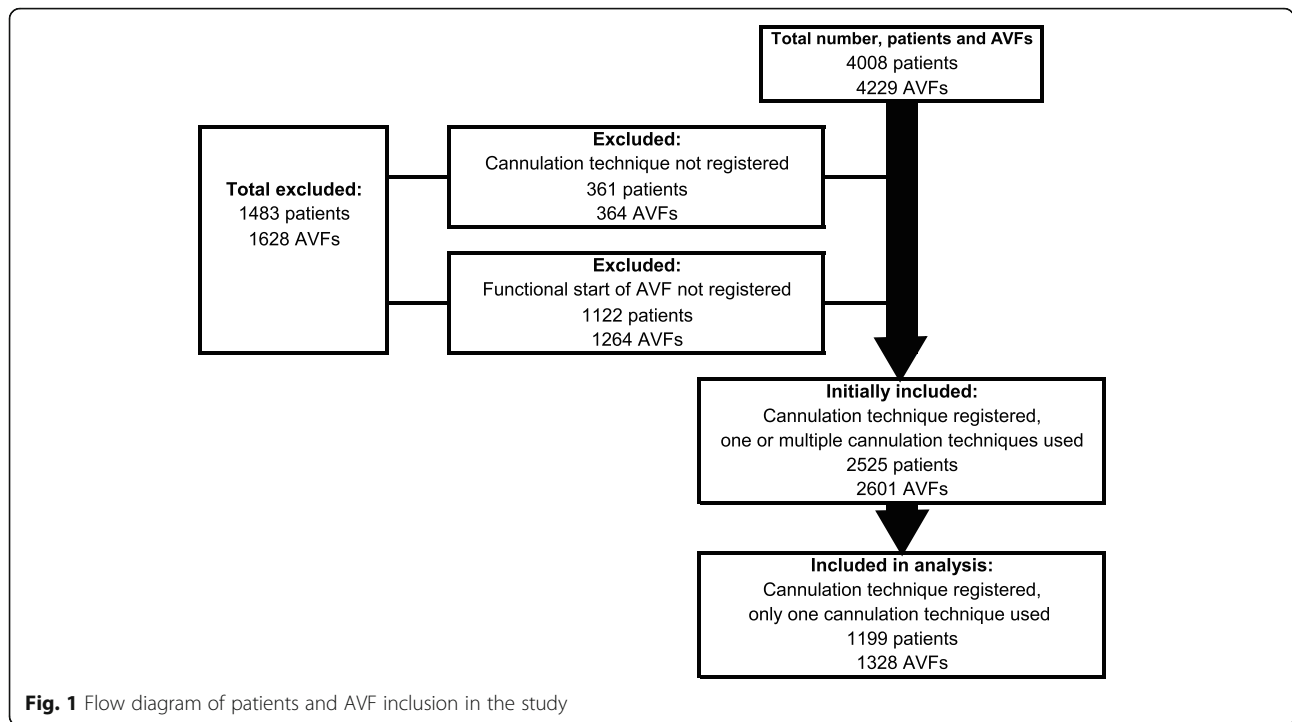 Total number, patients and AVFs
4008 patients
4229 AVFs
Excluded:
Cannulation technique not registered
361 patients
364 AVFs
Total excluded:
1483 patients
1628 AVFs
Excluded:
Functional start of AVF not registered
1122 patients
1264 AVFs
Initially included:
Cannulation technique registered,
one or multiple cannulation techniques used
2525 patients
2601 AVFs
Included in analysis:
Cannulation technique registered,
only one cannulation technique used
1199 patients
1328 AVFs
Fig. 1 Flow diagram of patients and AVF inclusion in the study